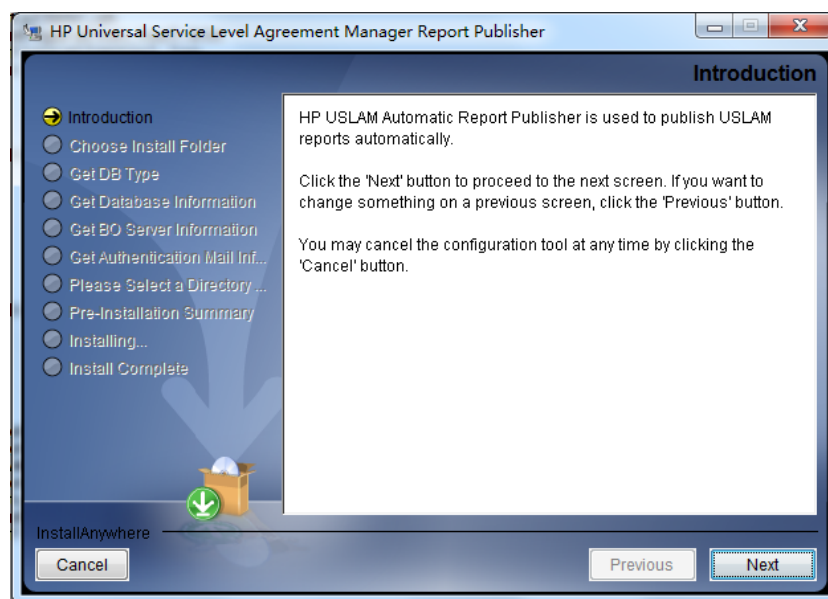 HP Universal Service Level Agreement Manager Report Publisher
Introduction
Introduction
Choose Install Folder
Get DB Type
Get Database Information
Get BO Server Information
Get Authentication Mail Inf...
Please Select a Directory ...
Pre-Installation Summary
Installing...
Install Complete
HP USLAM Automatic Report Publisher is used to publish USLAM
reports automatically.
Click the 'Next' button to proceed to the next screen. If you want to
change something on a previous screen, click the 'Previous' button.
You may cancel the configuration tool at any time by clicking the
'Cancel' button.
InstallAnywhere
Cancel
Previous
Next